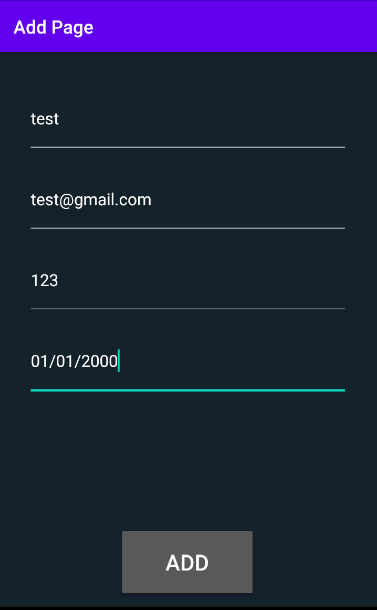 Add Page
test
test@gmail.com
123
01/01/2000
ADD